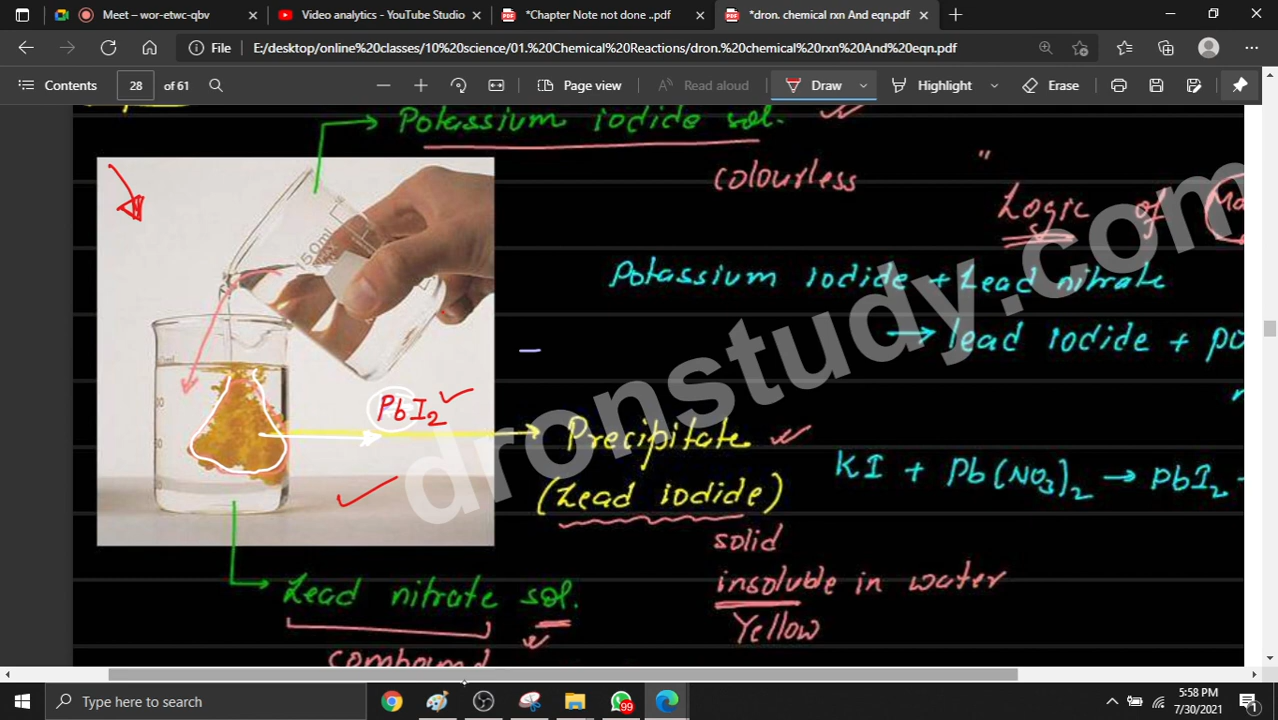 Meet – wor-etwc-qbv
Video analytics - YouTube Studio
*Chapter Note not done ..pdf
*dron. chemical rxn And eqn.pdf
File
E:/desktop/online%20classes/10%20science/01.%20Chemical%20Reactions/dron.%20chemical%20rxn%20And%20eqn.pdf
Contents
28
of 61
Page view
Read aloud
Draw
Highlight
Erase
Potassium iodide sol.
colourless
Logic of
150ml
Potassium iodide + Lead nitrate
→ lead iodide +
PbI2
Precipitate
(Lead iodide)
KI + Pb(NO3)2 → PbI2
solid
insoluble in water
Yellow
Lead nitrate sol.
compound
dronstudy.com
Type here to search
99
5:58 PM
7/30/2021
1